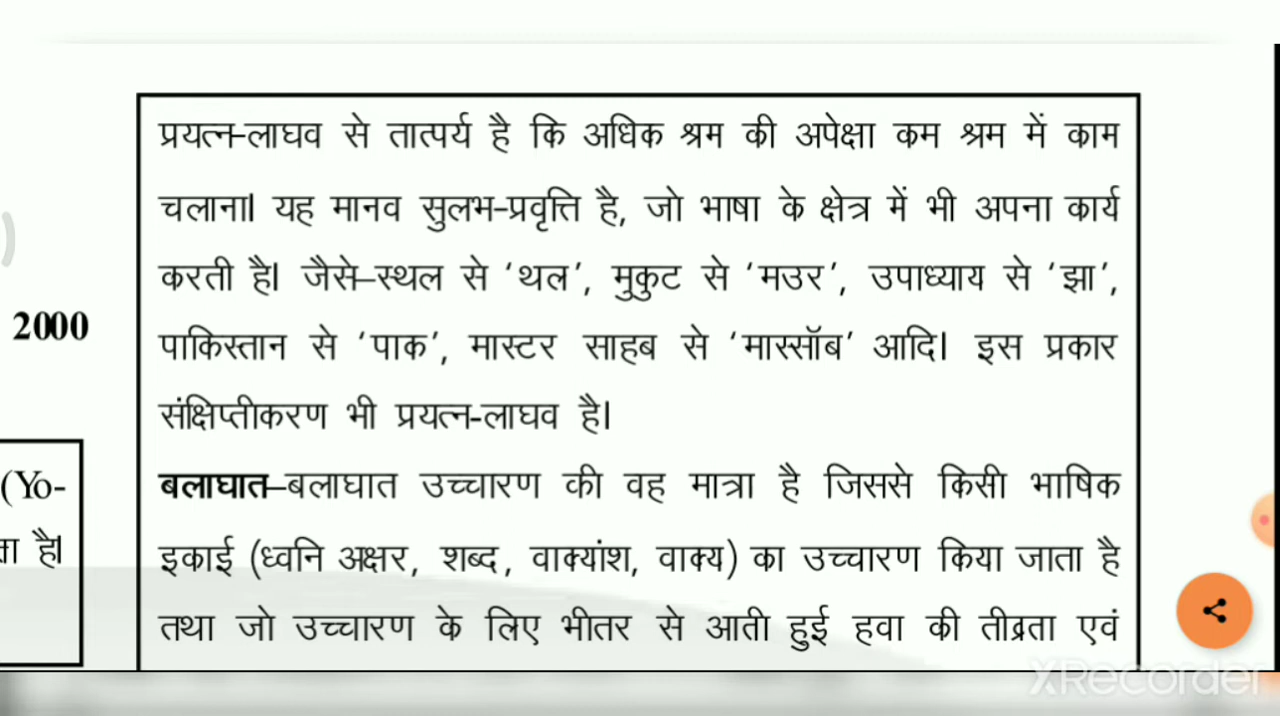 प्रयत्न-लाघव से तात्पर्य है कि अधिक श्रम की अपेक्षा कम श्रम में काम
चलाना। यह मानव सुलभ-प्रवृत्ति है, जो भाषा के क्षेत्र में भी अपना कार्य
करती है। जैसे–स्थल से ‘थल’, मुकुट से ‘मउर’, उपाध्याय से ‘झा’,
2000
पाकिस्तान से ‘पाक’, मास्टर साहब से ‘मास्सॉब’ आदि। इस प्रकार
संक्षिप्तीकरण भी प्रयत्न-लाघव है।
(Yo-
बलाघात–बलाघात उच्चारण की वह मात्रा है जिससे किसी भाषिक
है।
इकाई (ध्वनि अक्षर, शब्द, वाक्यांश, वाक्य) का उच्चारण किया जाता है
तथा जो उच्चारण के लिए भीतर से आती हुई हवा की तीव्रता एवं
XRecorder